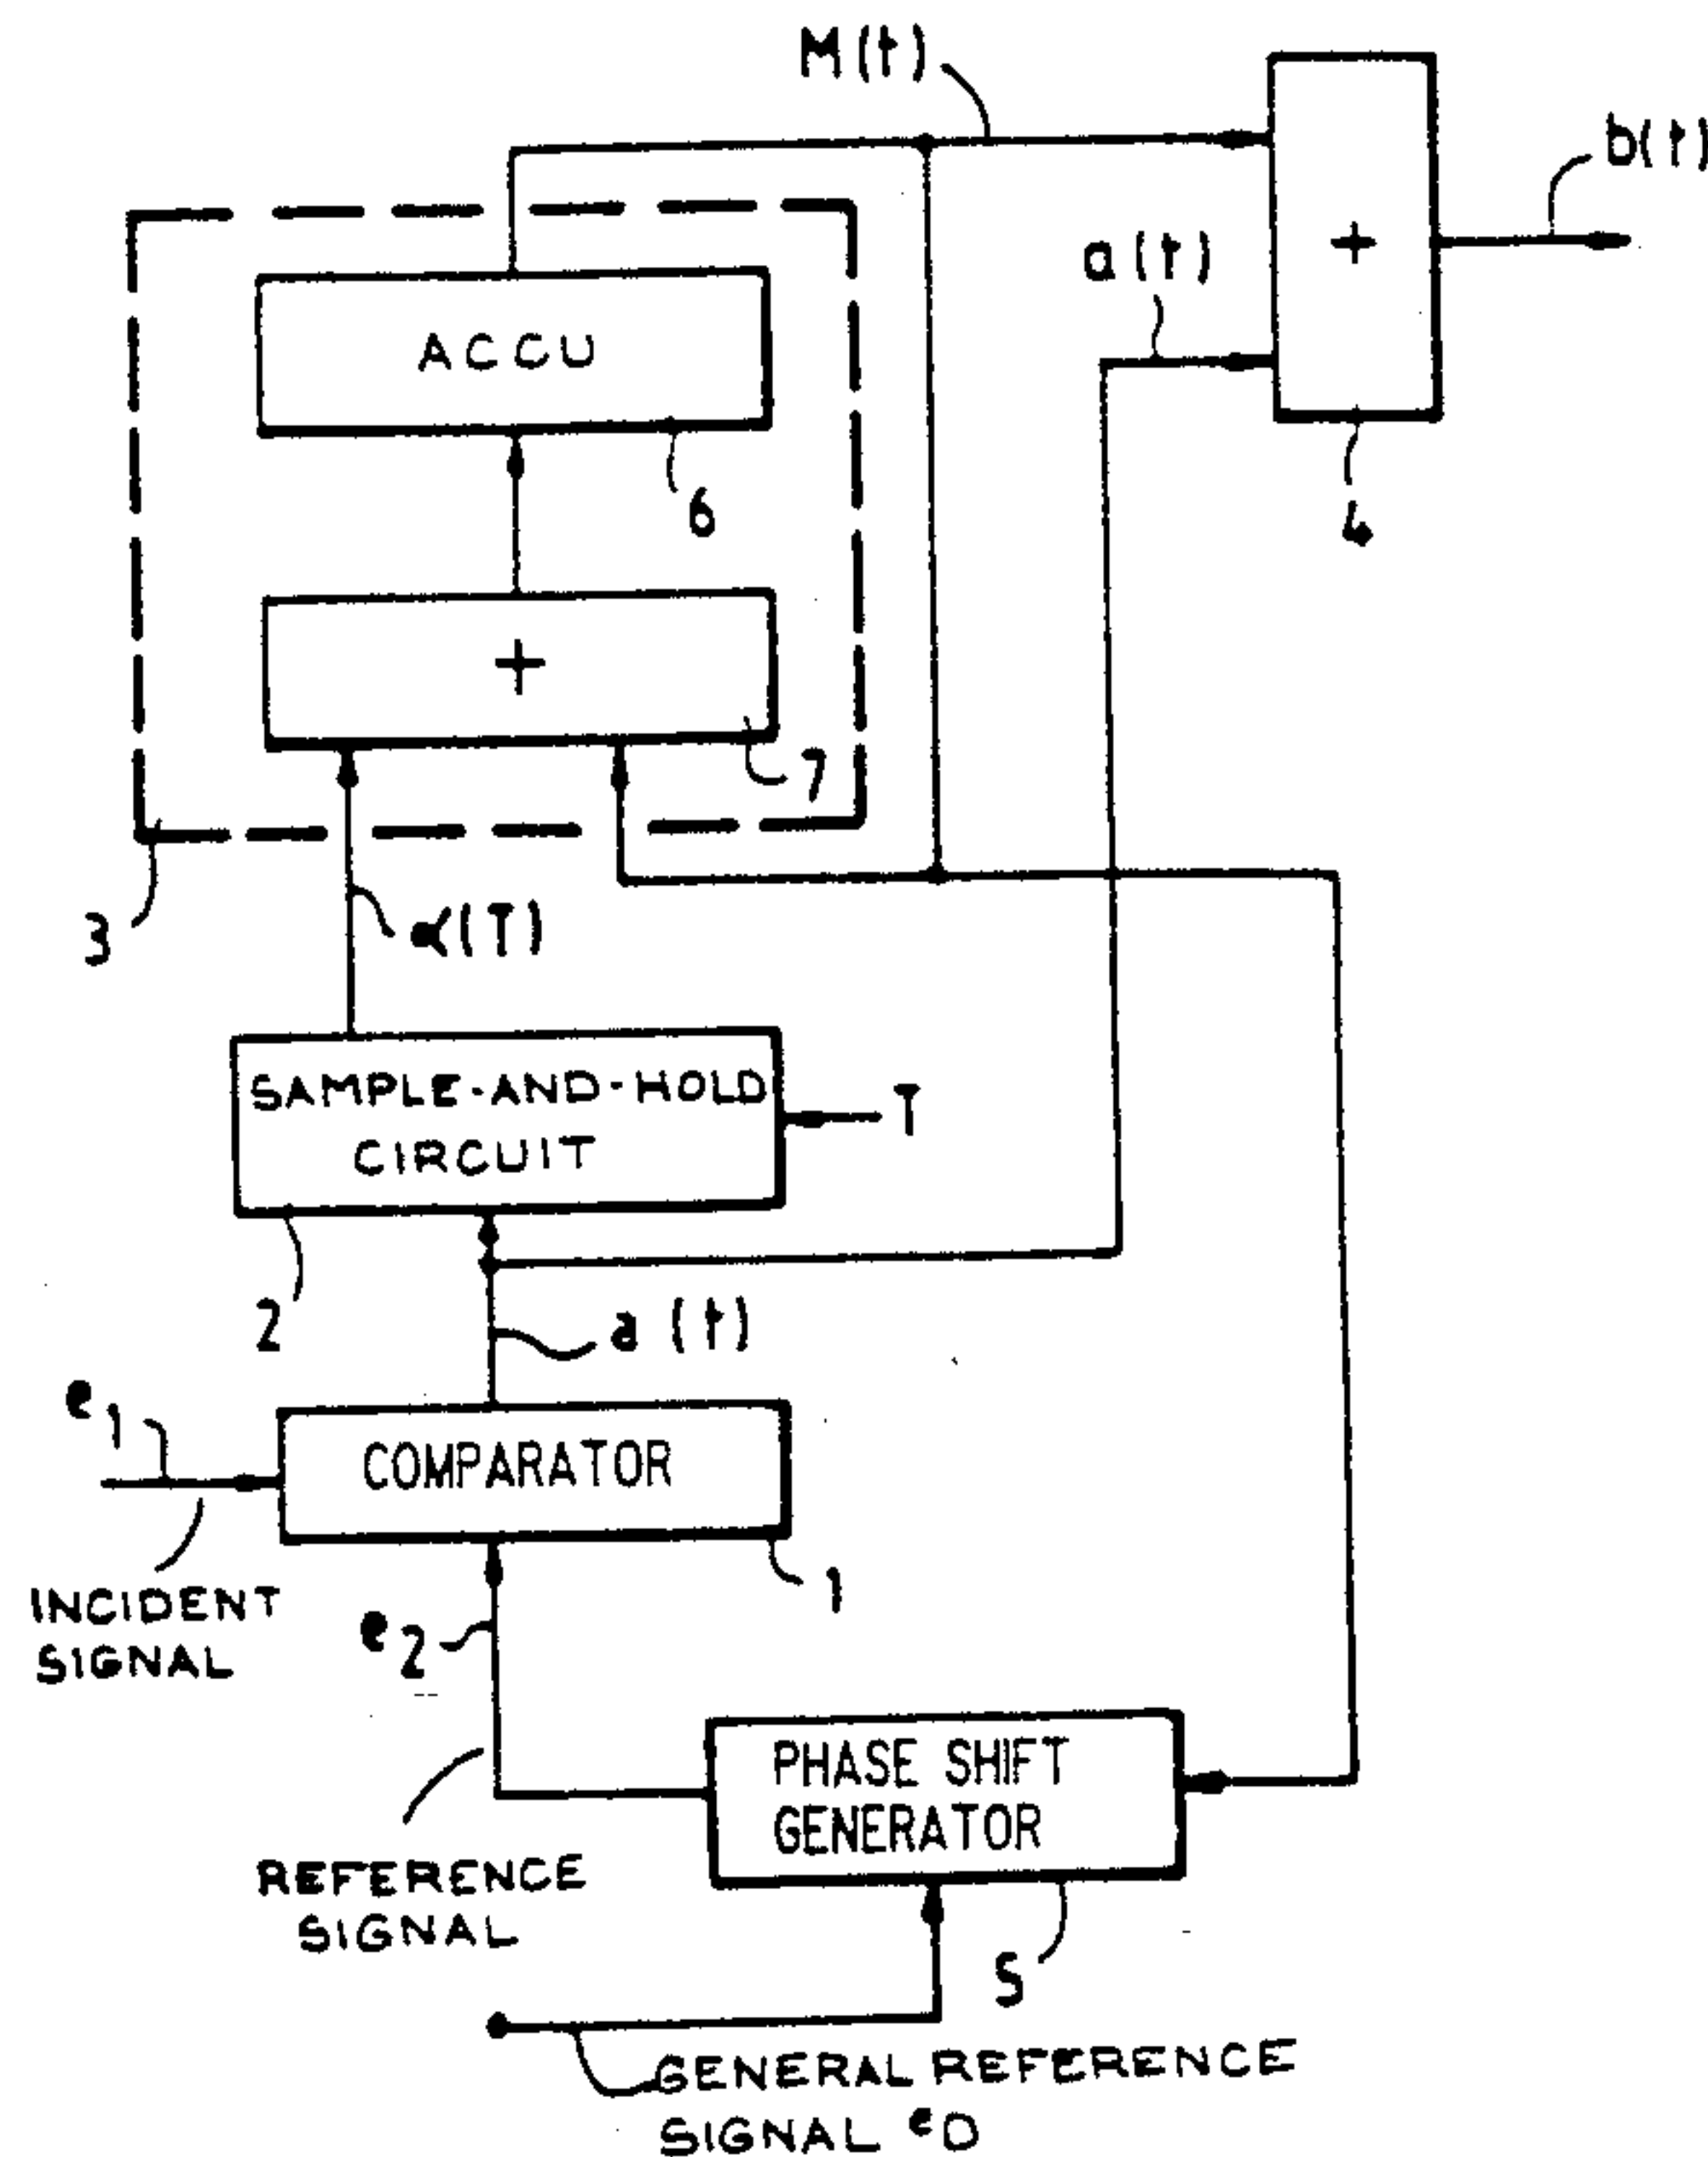 M(t)
b(t)
a(t)
ACCU
6
4
+
+
7
3
α(T)
SAMPLE-AND-HOLD
CIRCUIT
T
2
a(t)
e1
COMPARATOR
1
INCIDENT
SIGNAL
e2
PHASE SHIFT
GENERATOR
REFERENCE
SIGNAL
5
GENERAL REFERENCE
SIGNAL e0